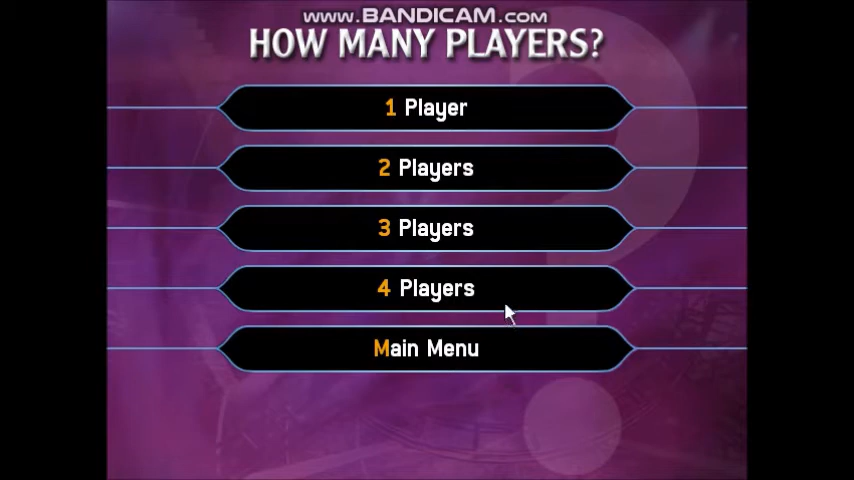 WWW.BANDICAM.COM
HOW MANY PLAYERS?
1 Player
2 Players
3 Players
4 Players
Main Menu